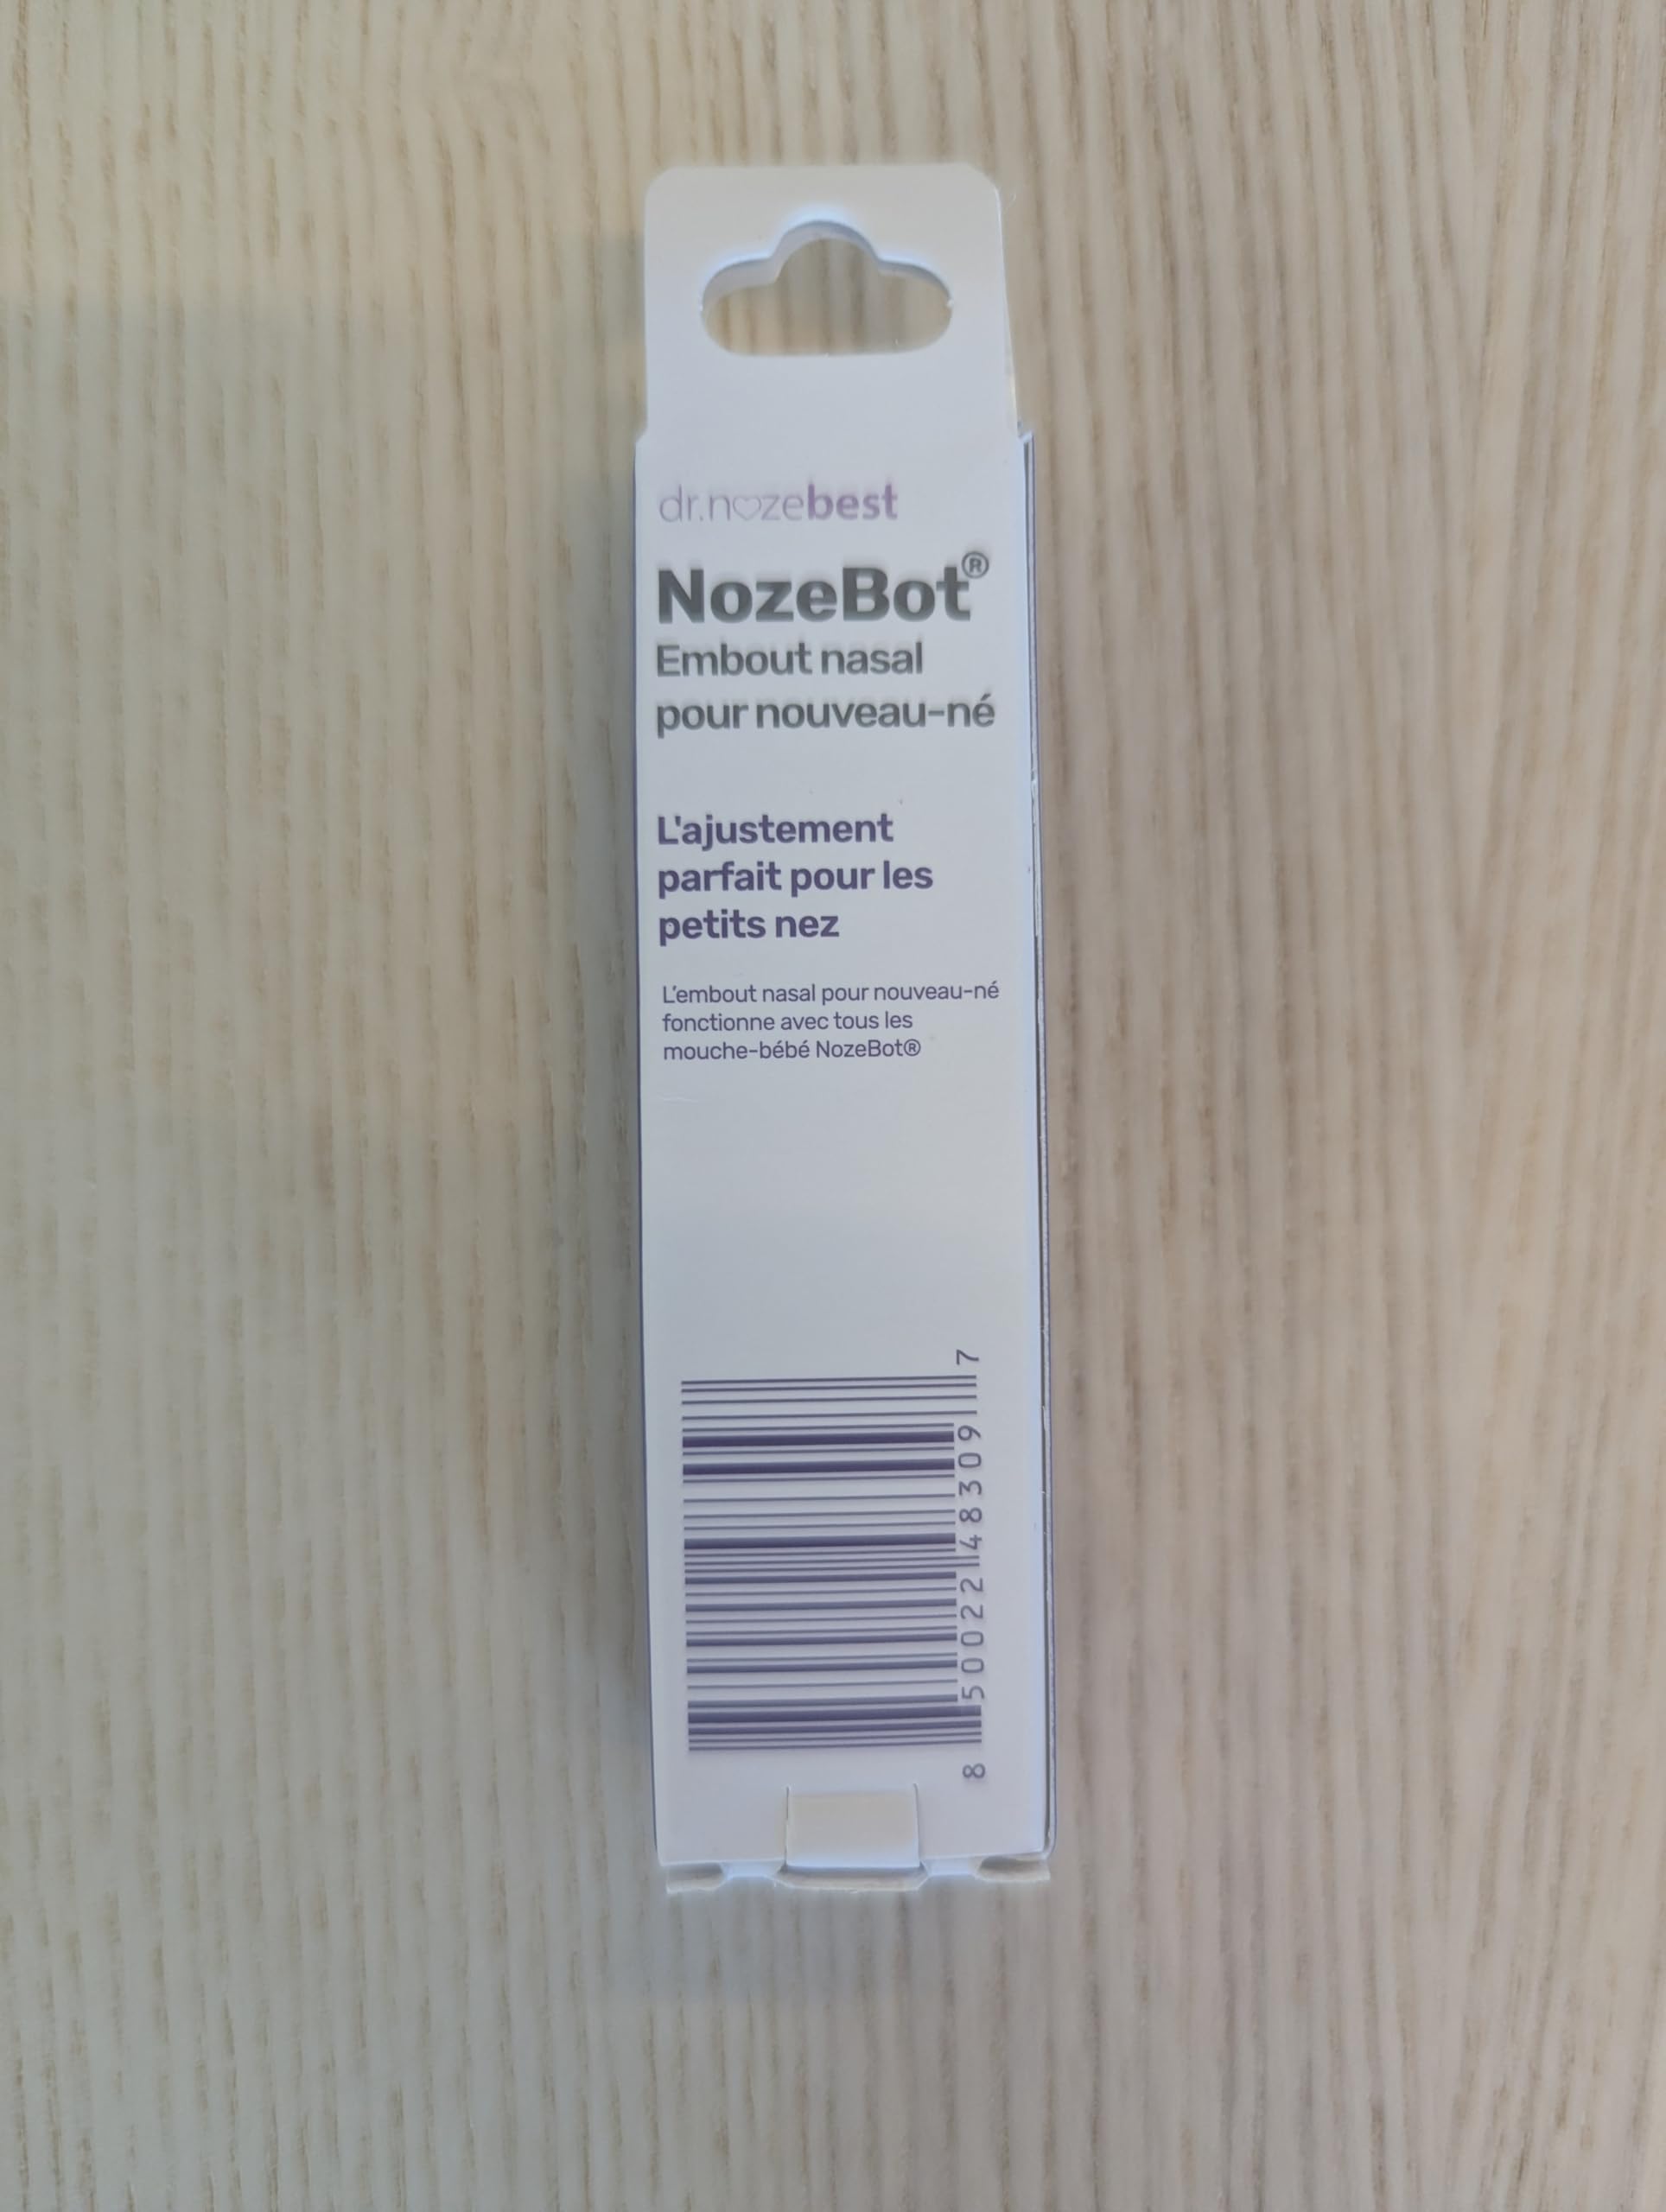 dr.nozebest
NozeBot®
Embout nasal
pour nouveau-né
L'ajustement
parfait pour les
petits nez
L’embout nasal pour nouveau-né
fonctionne avec tous les
mouche-bébé NozeBot®
8 50022 48309 7